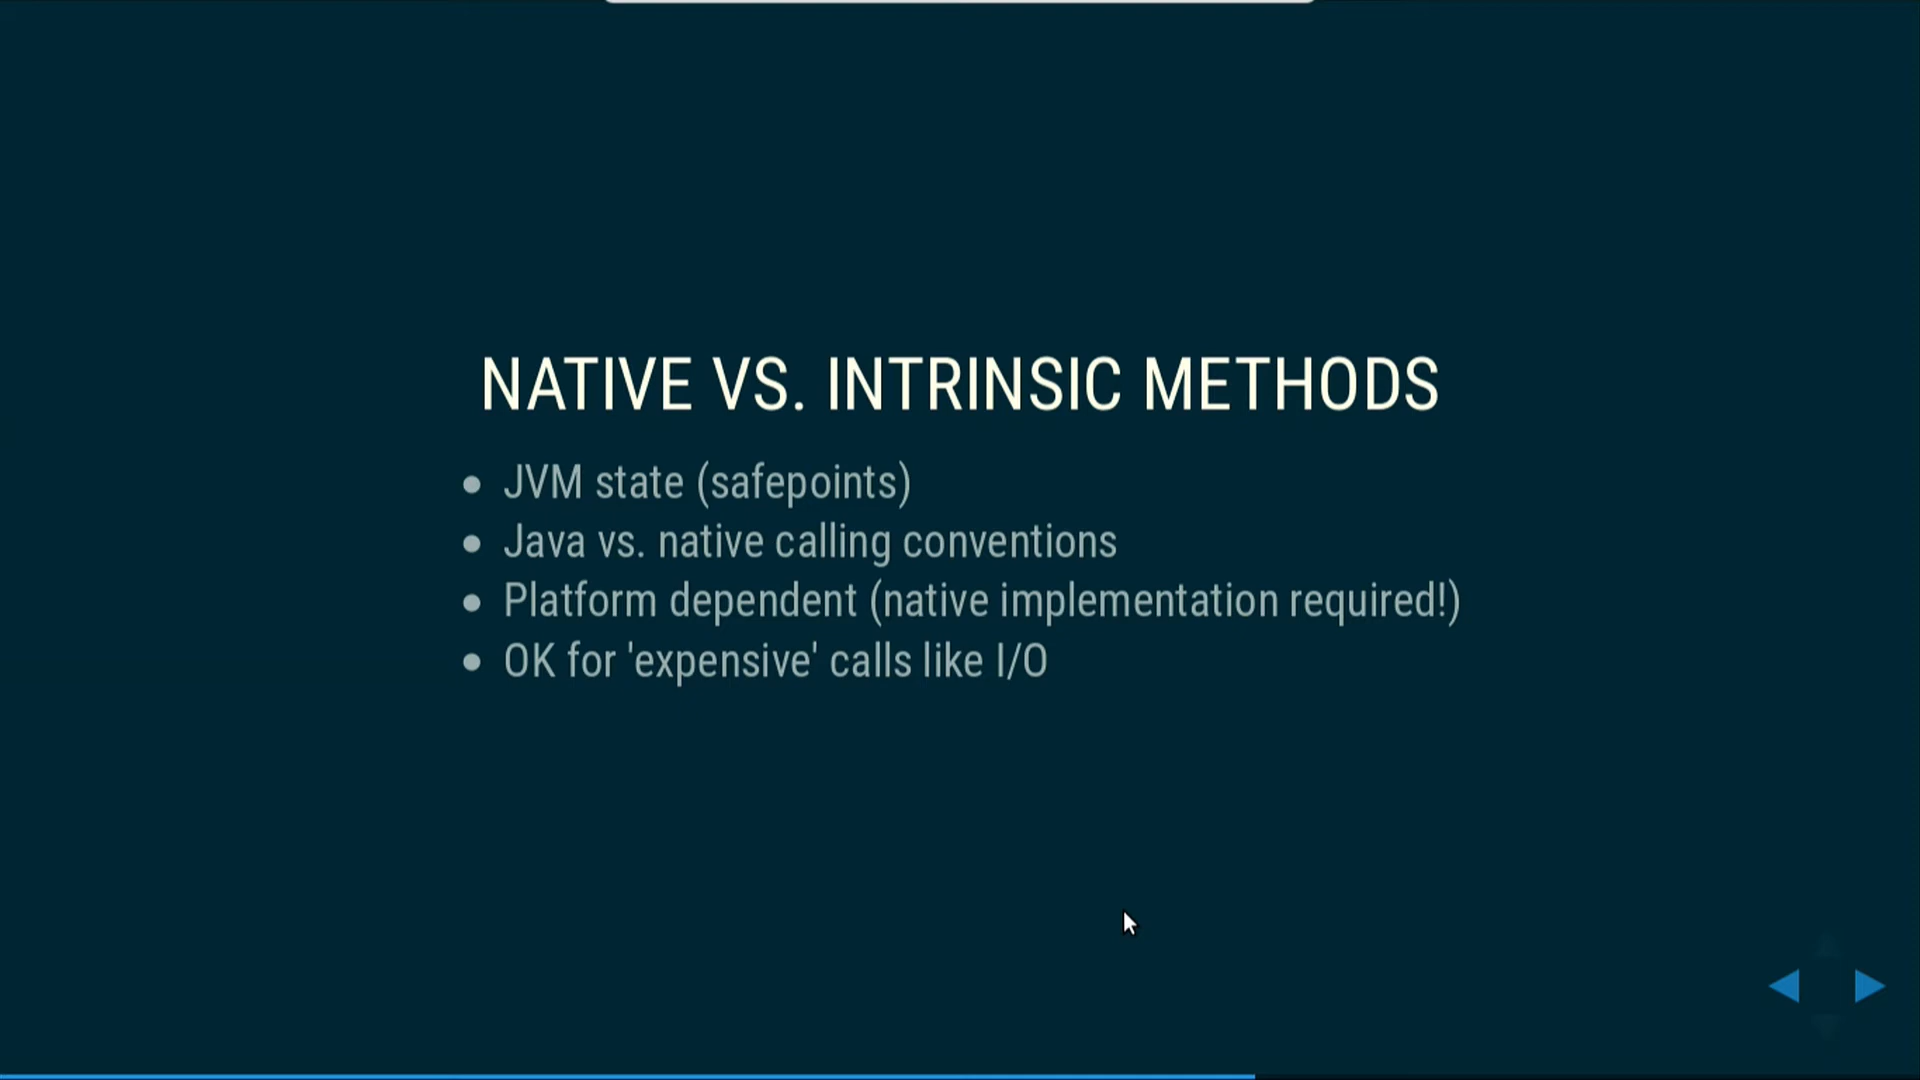 NATIVE VS. INTRINSIC METHODS
• JVM state (safepoints)
• Java vs. native calling conventions
• Platform dependent (native implementation required!)
• OK for 'expensive' calls like I/O